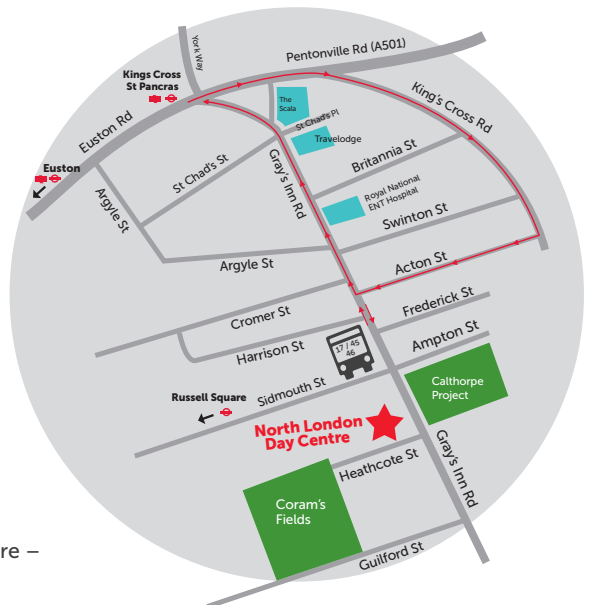 York Way
Pentonville Rd (A501)
Kings Cross
St Pancras
The
Scala
St Chad's Pl
Travelodge
King's Cross Rd
Euston Rd
Euston
St Chad's St
Gray's Inn Rd
Britannia St
Argyle St
Royal National
ENT Hospital
Swinton St
Argyle St
Acton St
Cromer St
Frederick St
Harrison St
17 / 45
46
Ampton St
Sidmouth St
Russell Square
Calthorpe
Project
North London
Day Centre
Heathcote St
Gray's Inn Rd
Coram's
Fields
Guilford St
re –